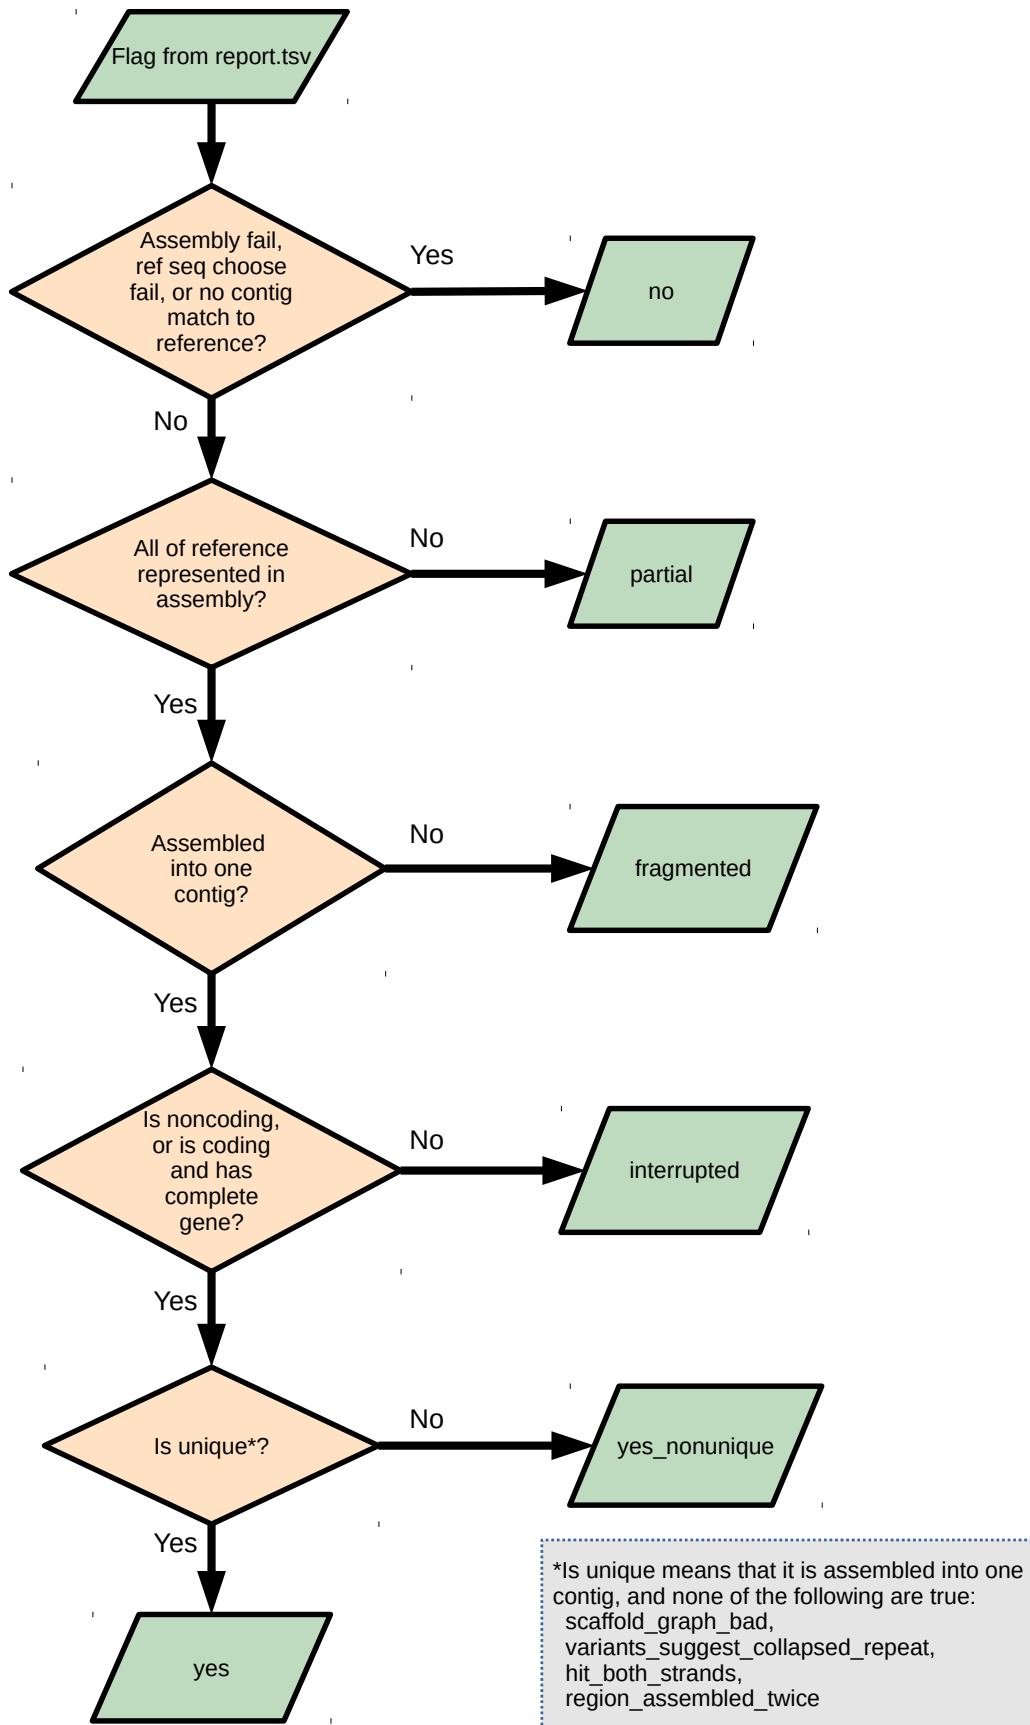 Flag from report.tsv
Assembly fail,
ref seq choose
fail, or no contig
match to
reference?
Yes
no
No
All of reference
represented in
assembly?
No
partial
Yes
Assembled
into one
contig?
No
fragmented
Yes
Is noncoding,
or is coding
and has
complete
gene?
No
interrupted
Yes
Is unique*?
No
yes_nonunique
Yes
yes
*Is unique means that it is assembled into one
contig, and none of the following are true:
scaffold_graph_bad,
variants_suggest_collapsed_repeat,
hit_both_strands,
region_assembled_twice